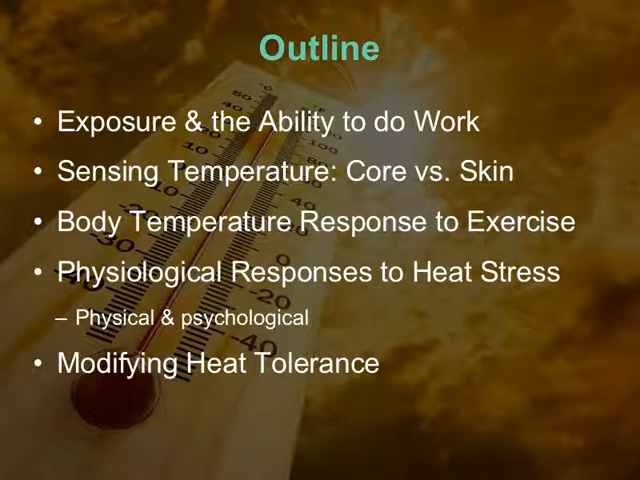 Outline
• Exposure & the Ability to do Work
• Sensing Temperature: Core vs. Skin
• Body Temperature Response to Exercise
• Physiological Responses to Heat Stress
– Physical & psychological
• Modifying Heat Tolerance